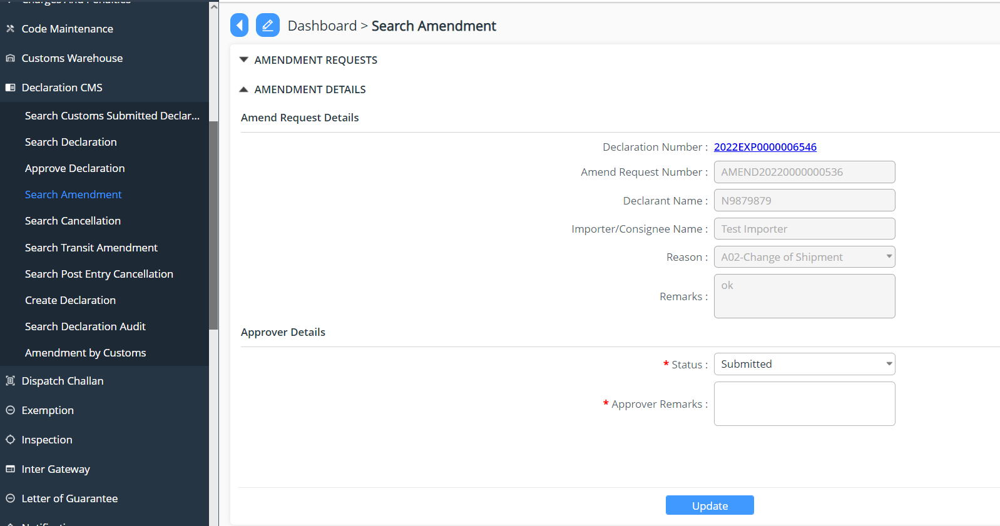 Charges And Penalties
Code Maintenance
Customs Warehouse
Declaration CMS
Search Customs Submitted Declar...
Search Declaration
Approve Declaration
Search Amendment
Search Cancellation
Search Transit Amendment
Search Post Entry Cancellation
Create Declaration
Search Declaration Audit
Amendment by Customs
Dispatch Challan
Exemption
Inspection
Inter Gateway
Letter of Guarantee
Dashboard > Search Amendment
AMENDMENT REQUESTS
AMENDMENT DETAILS
Amend Request Details
Declaration Number : 2022EXP0000006546
Amend Request Number : AMEND20220000000536
Declarant Name : N9879879
Importer/Consignee Name : Test Importer
Reason : A02-Change of Shipment
Remarks : ok
Approver Details
* Status : Submitted
* Approver Remarks :
Update